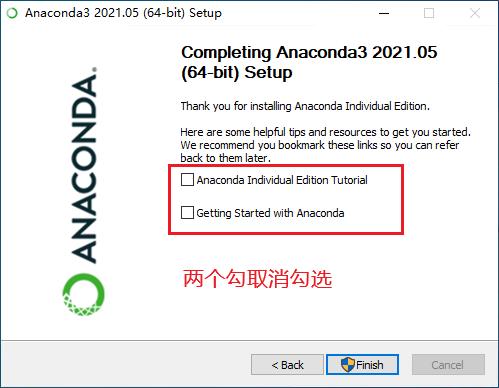 Anaconda3 2021.05 (64-bit) Setup
Completing Anaconda3 2021.05
(64-bit) Setup
Thank you for installing Anaconda Individual Edition.
Here are some helpful tips and resources to get you started.
We recommend you bookmark these links so you can refer
back to them later.
Anaconda Individual Edition Tutorial
Getting Started with Anaconda
ANACONDA.
两个勾取消勾选
< Back
Finish
Cancel